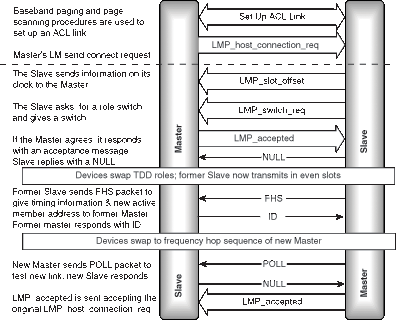 Baseband paging and page
scanning procedures are used to
set up an ACL link
Set Up ACL Link
Master's LM send connect request
LMP_host_connection_req
The Slave sends information on its
clock to the Master
LMP_slot_offset
The Slave asks for a role switch
and gives a switch
LMP_switch_req
If the Master agrees it responds
with an acceptance message
Slave replies with a NULL
LMP_accepted
NULL
Master
Slave
Devices swap TDD roles; former Slave now transmits in even slots
Former Slave sends FHS packet to
give timing information & new active
member address to former Master
Former master responds with ID
FHS
ID
Devices swap to frequency hop sequence of new Master
New Master sends POLL packet to
test new link, new Slave responds
POLL
NULL
LMP_accepted is sent accepting the
original LMP_host_connection_req
LMP_accepted
Slave
Master